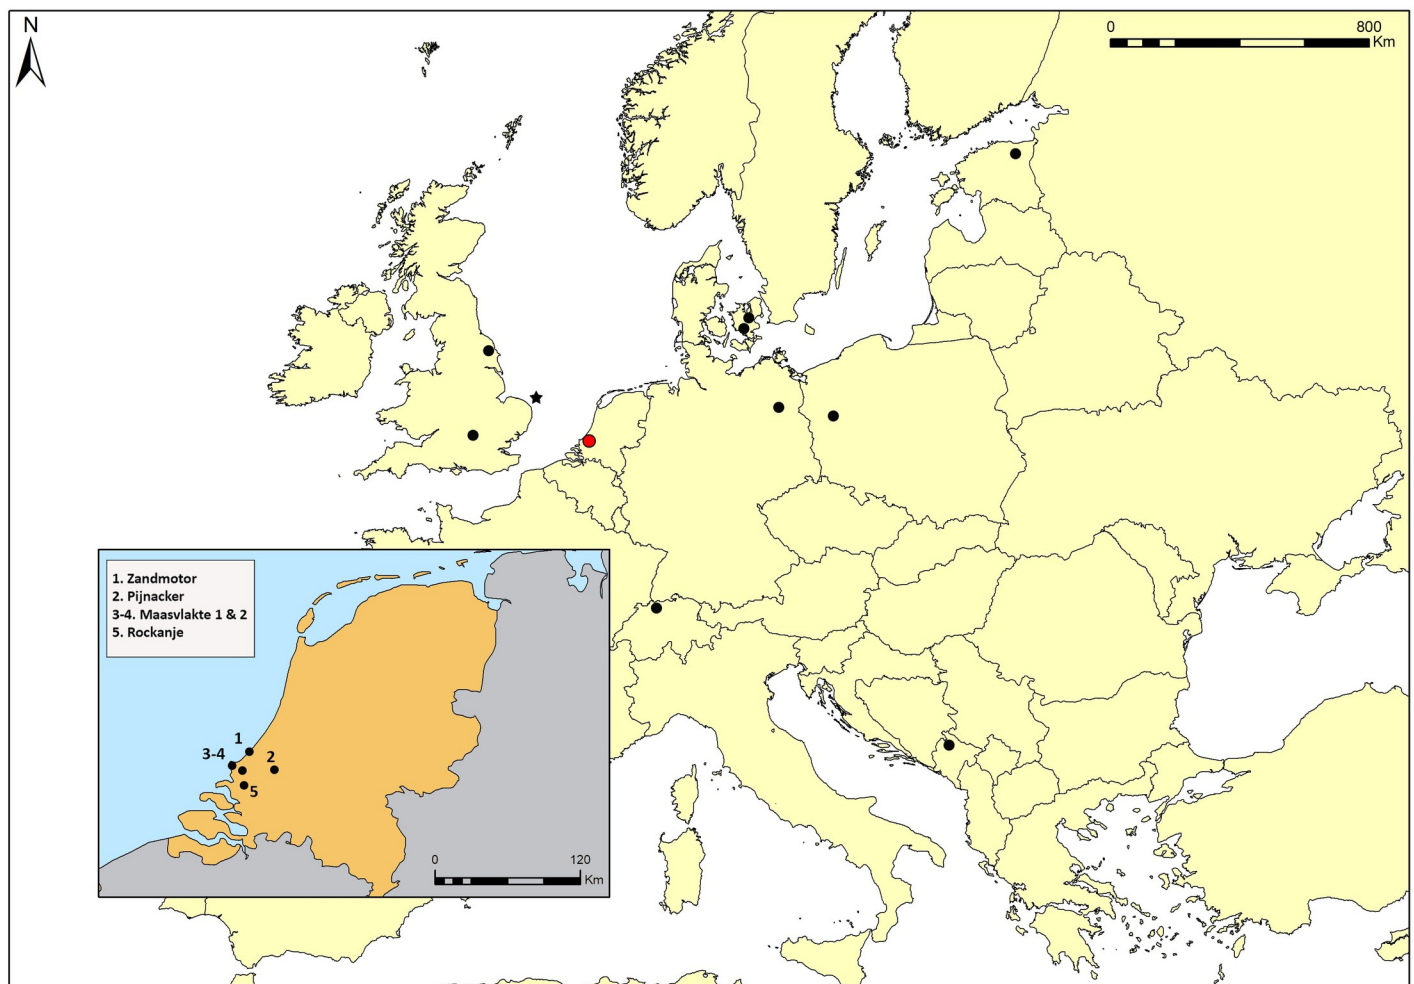 N
0 800
Km
1. Zandmotor
2. Pijnacker
3-4. Maasvlakte 1 & 2
5. Rockanje
1
3-4
2
5
0 120
Km